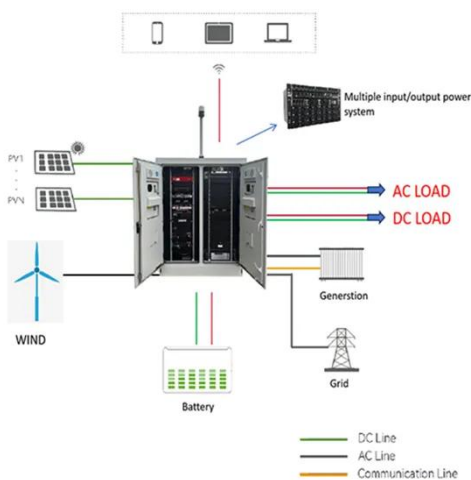 Multiple input/output power
system
PV1
PVN
AC LOAD
DC LOAD
WIND
Generstion
Battery
Grid
DC Line
AC Line
Communication Line